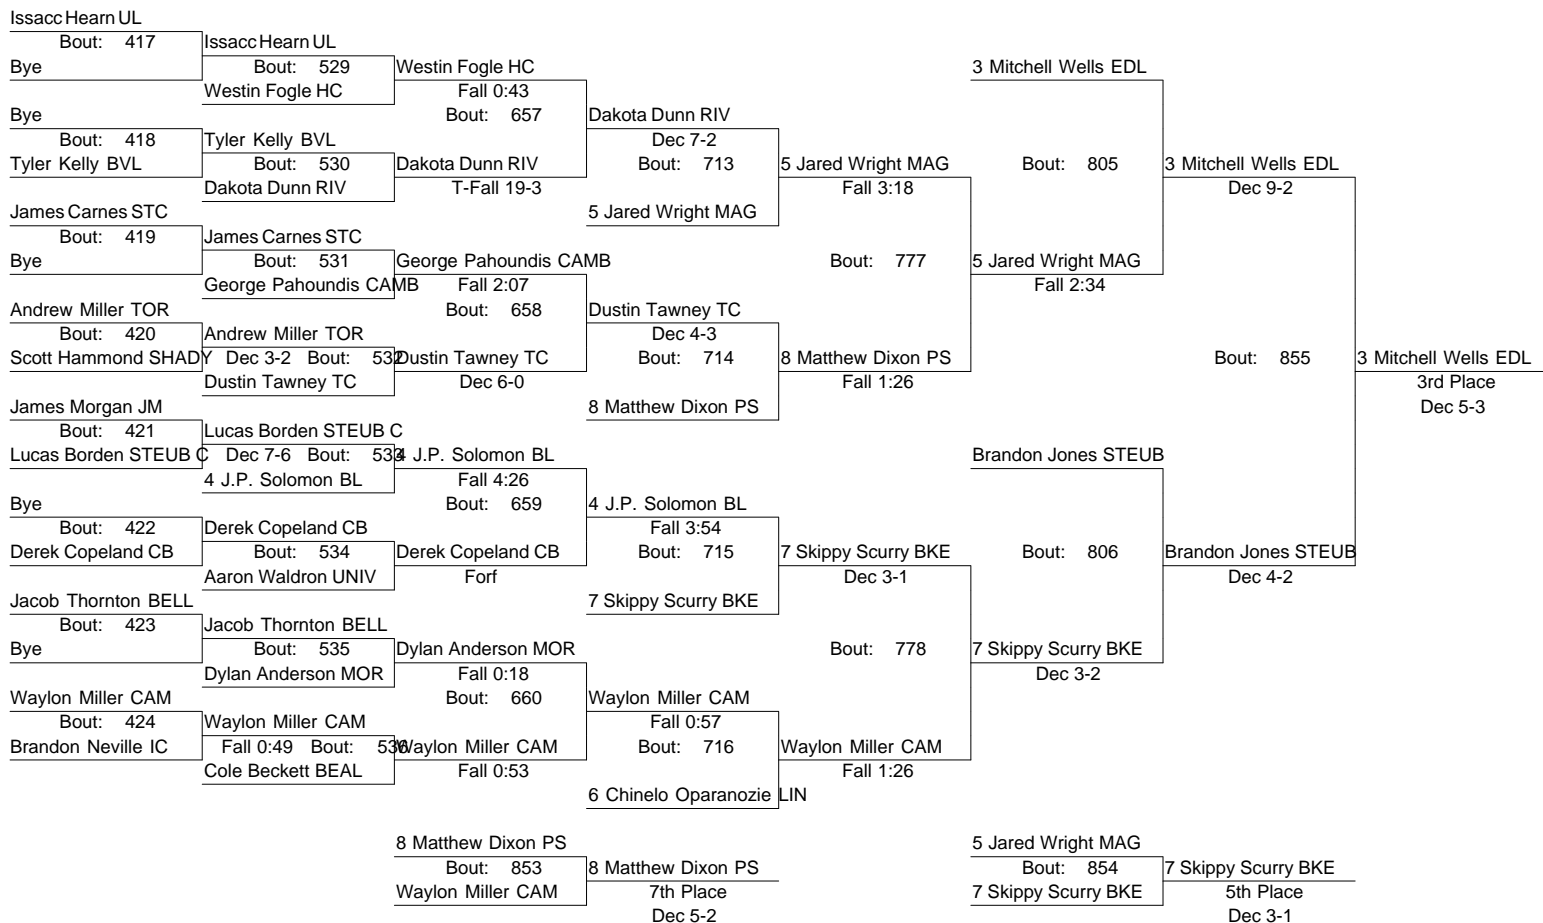 Issacc Hearn UL
Bout: 417 Issacc Hearn UL
Bye Bout: 529 Westin Fogle HC 3 Mitchell Wells EDL
Westin Fogle HC Fall 0:43
Bye Bout: 657 Dakota Dunn RIV
Bout: 418 Tyler Kelly BVL Dec 7-2
Tyler Kelly BVL Bout: 530 Dakota Dunn RIV Bout: 713 5 Jared Wright MAG Bout: 805 3 Mitchell Wells EDL
Dakota Dunn RIV T-Fall 19-3 Fall 3:18 Dec 9-2
James Carnes STC 5 Jared Wright MAG
Bout: 419 James Carnes STC
Bye Bout: 531 George Pahoundis CAMB Bout: 777 5 Jared Wright MAG
George Pahoundis CAMB Fall 2:07 Fall 2:34
Andrew Miller TOR Bout: 658 Dustin Tawney TC
Bout: 420 Andrew Miller TOR Dec 4-3
Scott Hammond SHADY Dec 3-2 Bout: 532 Dustin Tawney TC Bout: 714 8 Matthew Dixon PS Bout: 855 3 Mitchell Wells EDL
Dustin Tawney TC Dec 6-0 Fall 1:26 3rd Place
James Morgan JM 8 Matthew Dixon PS Dec 5-3
Bout: 421 Lucas Borden STEUB C
Lucas Borden STEUB C Dec 7-6 Bout: 533 4 J.P. Solomon BL Brandon Jones STEUB
4 J.P. Solomon BL Fall 4:26
Bye Bout: 659 4 J.P. Solomon BL
Bout: 422 Derek Copeland CB Fall 3:54
Derek Copeland CB Bout: 534 Derek Copeland CB Bout: 715 7 Skippy Scurry BKE Bout: 806 Brandon Jones STEUB
Aaron Waldron UNIV Forf Dec 3-1 Dec 4-2
Jacob Thornton BELL 7 Skippy Scurry BKE
Bout: 423 Jacob Thornton BELL
Bye Bout: 535 Dylan Anderson MOR Bout: 778 7 Skippy Scurry BKE
Dylan Anderson MOR Fall 0:18 Dec 3-2
Waylon Miller CAM Bout: 660 Waylon Miller CAM
Bout: 424 Waylon Miller CAM Fall 0:57
Brandon Neville IC Fall 0:49 Bout: 536 Waylon Miller CAM Bout: 716 Waylon Miller CAM
Cole Beckett BEAL Fall 0:53 Fall 1:26
6 Chinelo Oparanozie LIN
8 Matthew Dixon PS 5 Jared Wright MAG
Bout: 853 8 Matthew Dixon PS Bout: 854 7 Skippy Scurry BKE
Waylon Miller CAM 7th Place 7 Skippy Scurry BKE 5th Place
Dec 5-2 Dec 3-1